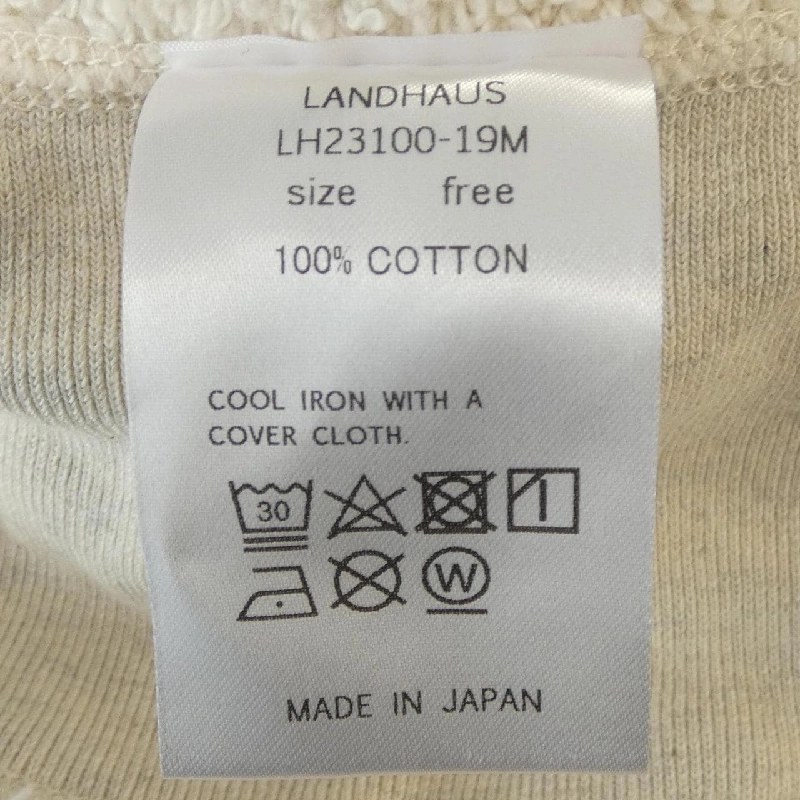 LANDHAUS
LH23100-19M
size free
100% COTTON
COOL IRON WITH A
COVER CLOTH.
30
W
MADE IN JAPAN